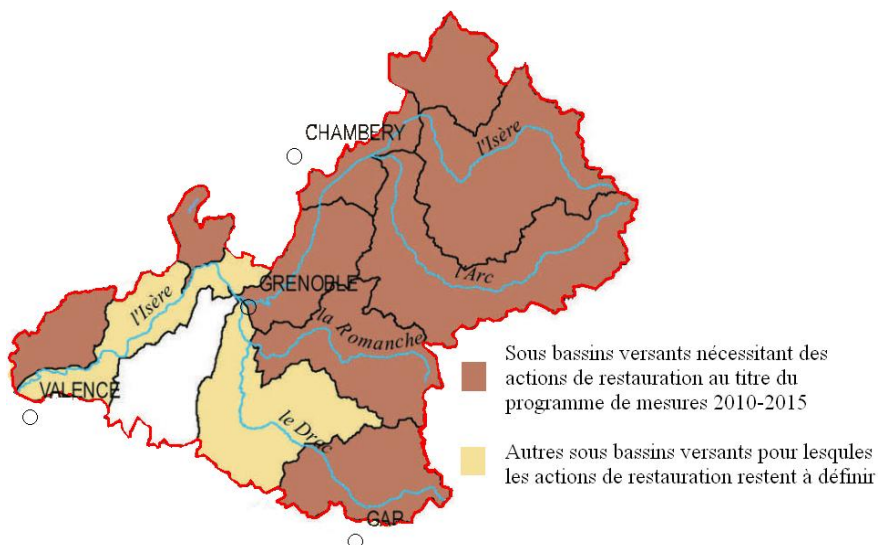 CHAMBERY
l'Isère
l'Arc
GRENOBLE
l'Isère
la Romanche
VALENCE
le Drac
GAP
Sous bassins versants nécessitant des
actions de restauration au titre du
programme de mesures 2010-2015
Autres sous bassins versants pour lesqules
les actions de restauration restent à définir